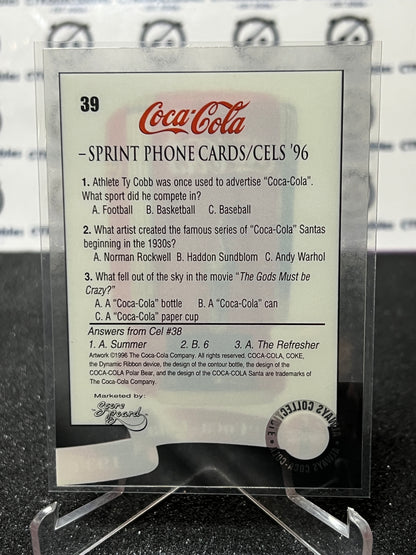 39
Coca-Cola
–SPRINT PHONE CARDS/CELS '96
1. Athlete Ty Cobb was once used to advertise "Coca-Cola".
What sport did he compete in?
A. Football B. Basketball C. Baseball
2. What artist created the famous series of "Coca-Cola" Santas
beginning in the 1930s?
A. Norman Rockwell B. Haddon Sundblom C. Andy Warhol
3. What fell out of the sky in the movie "The Gods Must be
Crazy?"
A. A "Coca-Cola" bottle B. A "Coca-Cola" can
C. A "Coca-Cola" paper cup
Answers from Cel #38
1. A. Summer 2. B. 6 3. A. The Refresher
Artwork ©1996 The Coca-Cola Company. All rights reserved. COCA-COLA, COKE,
the Dynamic Ribbon device, the design of the contour bottle, the design of the
COCA-COLA Polar Bear, and the design of the COCA-COLA Santa are trademarks of
The Coca-Cola Company.
Marketed by:
Score
Board